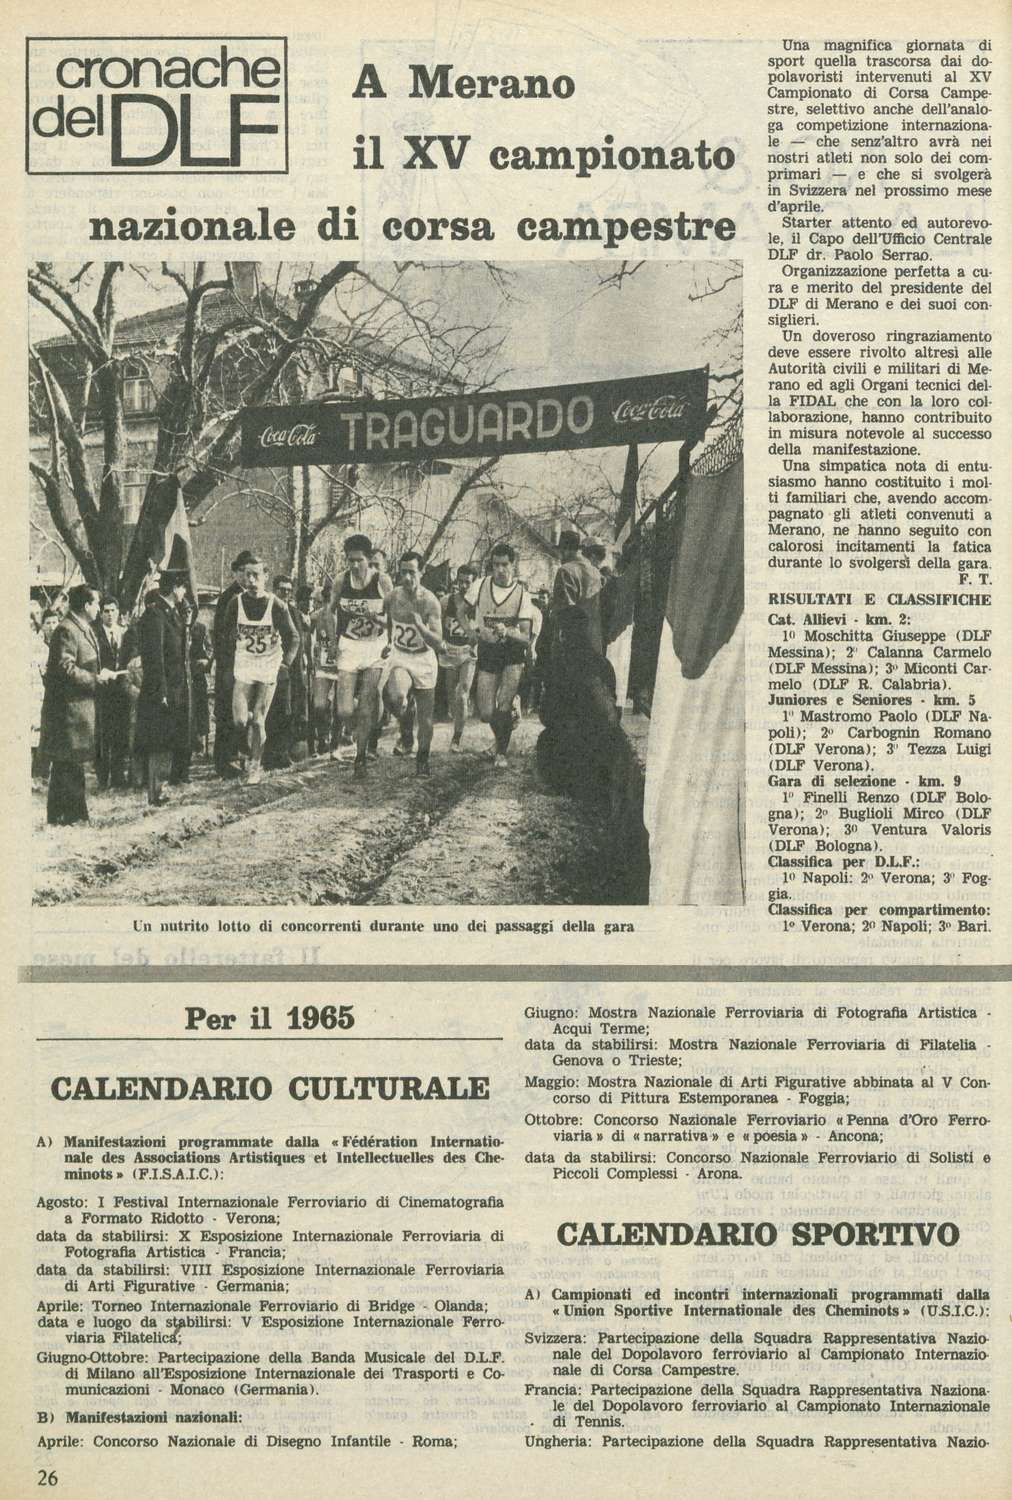 cronache
del DLF
A Merano
il XV campionato
nazionale di corsa campestre
Coca-Cola TRAGUARDO Coca-Cola
25
23
22
Un nutrito lotto di concorrenti durante uno dei passaggi della gara
Una magnifica giornata di
sport quella trascorsa dai do-
polavoristi intervenuti al XV
Campionato di Corsa Campe-
stre, selettivo anche dell'analo-
ga competizione internaziona-
le — che senz'altro avrà nei
nostri atleti non solo dei com-
primari — e che si svolgerà
in Svizzera nel prossimo mese
d'aprile.
Starter attento ed autorevo-
le, il Capo dell'Ufficio Centrale
DLF dr. Paolo Serrao.
Organizzazione perfetta a cu-
ra e merito del presidente del
DLF di Merano e dei suoi con-
siglieri.
Un doveroso ringraziamento
deve essere rivolto altresì alle
Autorità civili e militari di Me-
rano ed agli Organi tecnici del-
la FIDAL che con la loro col-
laborazione, hanno contribuito
in misura notevole al successo
della manifestazione.
Una simpatica nota di entu-
siasmo hanno costituito i mol-
ti familiari che, avendo accom-
pagnato gli atleti convenuti a
Merano, ne hanno seguito con
calorosi incitamenti la fatica
durante lo svolgersi della gara.
F. T.
RISULTATI E CLASSIFICHE
Cat. Allievi - km. 2:
1º Moschitta Giuseppe (DLF
Messina); 2º Calanna Carmelo
(DLF Messina); 3º Miconti Car-
melo (DLF R. Calabria).
Juniores e Seniores - km. 5
1º Mastromo Paolo (DLF Na-
poli); 2º Carbognin Romano
(DLF Verona); 3º Tezza Luigi
(DLF Verona).
Gara di selezione - km. 9
1º Finelli Renzo (DLF Bolo-
gna); 2º Buglioli Mirco (DLF
Verona); 3º Ventura Valoris
(DLF Bologna).
Classifica per D.L.F.:
1º Napoli: 2º Verona; 3º Fog-
gia.
Classifica per compartimento:
1º Verona; 2º Napoli; 3º Bari.
Per il 1965
CALENDARIO CULTURALE
A) Manifestazioni programmate dalla «Fédération Internatio-
nale des Associations Artistiques et Intellectuelles des Che-
minots» (F.I.S.A.I.C.):
Agosto: I Festival Internazionale Ferroviario di Cinematografia
a Formato Ridotto - Verona;
data da stabilirsi: X Esposizione Internazionale Ferroviaria di
Fotografia Artistica - Francia;
data da stabilirsi: VIII Esposizione Internazionale Ferroviaria
di Arti Figurative - Germania;
Aprile: Torneo Internazionale Ferroviario di Bridge - Olanda;
data e luogo da stabilirsi: V Esposizione Internazionale Ferro-
viaria Filatelica;
Giugno-Ottobre: Partecipazione della Banda Musicale del D.L.F.
di Milano all'Esposizione Internazionale dei Trasporti e Co-
municazioni - Monaco (Germania).
B) Manifestazioni nazionali:
Aprile: Concorso Nazionale di Disegno Infantile - Roma;
Giugno: Mostra Nazionale Ferroviaria di Fotografia Artistica -
Acqui Terme;
data da stabilirsi: Mostra Nazionale Ferroviaria di Filatelia -
Genova o Trieste;
Maggio: Mostra Nazionale di Arti Figurative abbinata al V Con-
corso di Pittura Estemporanea - Foggia;
Ottobre: Concorso Nazionale Ferroviario «Penna d'Oro Ferro-
viaria» di «narrativa» e «poesia» - Ancona;
data da stabilirsi: Concorso Nazionale Ferroviario di Solisti e
Piccoli Complessi - Arona.
CALENDARIO SPORTIVO
A) Campionati ed incontri internazionali programmati dalla
«Union Sportive Internationale des Cheminots» (U.S.I.C.):
Svizzera: Partecipazione della Squadra Rappresentativa Nazio-
nale del Dopolavoro ferroviario al Campionato Internazio-
nale di Corsa Campestre.
Francia: Partecipazione della Squadra Rappresentativa Naziona-
le del Dopolavoro ferroviario al Campionato Internazionale
di Tennis.
Ungheria: Partecipazione della Squadra Rappresentativa Nazio-
26